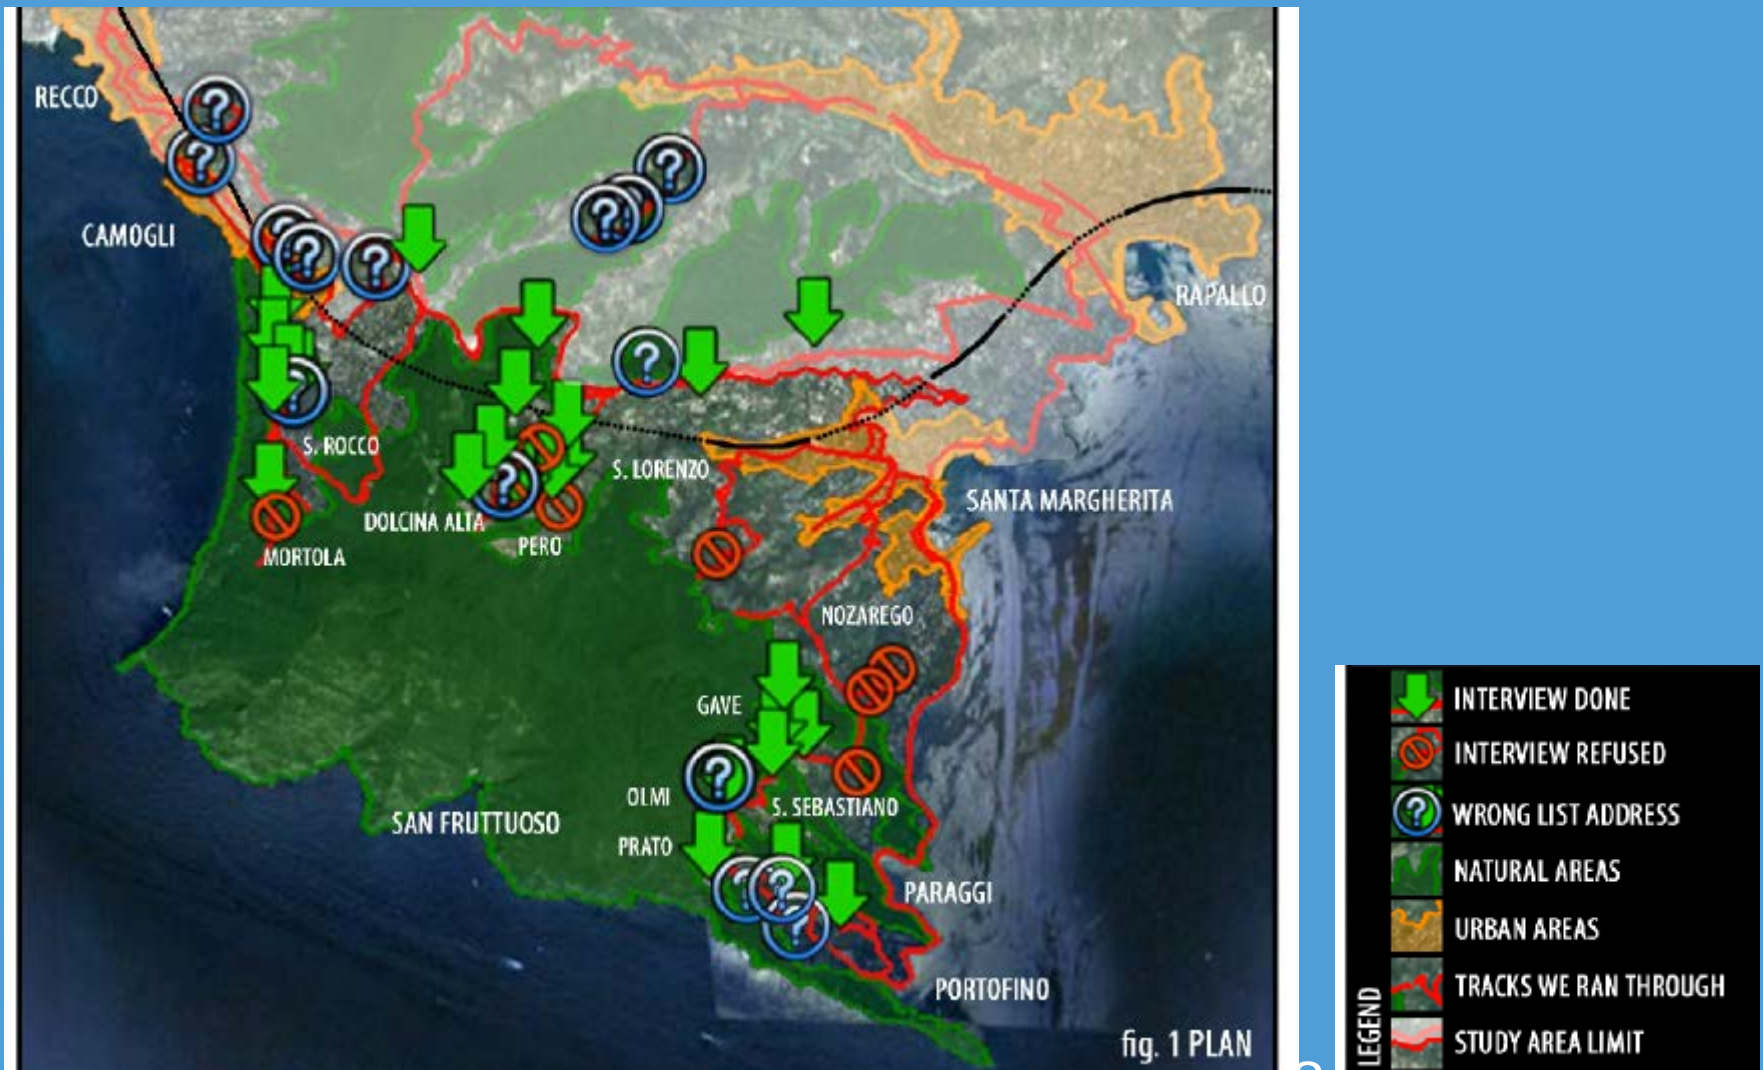 RECCO
CAMOGLI
RAPALLO
S. ROCCO
S. LORENZO
SANTA MARGHERITA
DOLCINA ALTA
PERO
MORTOLA
NOZAREGO
GAVE
OLMI
S. SEBASTIANO
SAN FRUTTUOSO
PRATO
PARAGGI
PORTOFINO
fig. 1 PLAN
LEGEND
INTERVIEW DONE
INTERVIEW REFUSED
? WRONG LIST ADDRESS
NATURAL AREAS
URBAN AREAS
TRACKS WE RAN THROUGH
STUDY AREA LIMIT